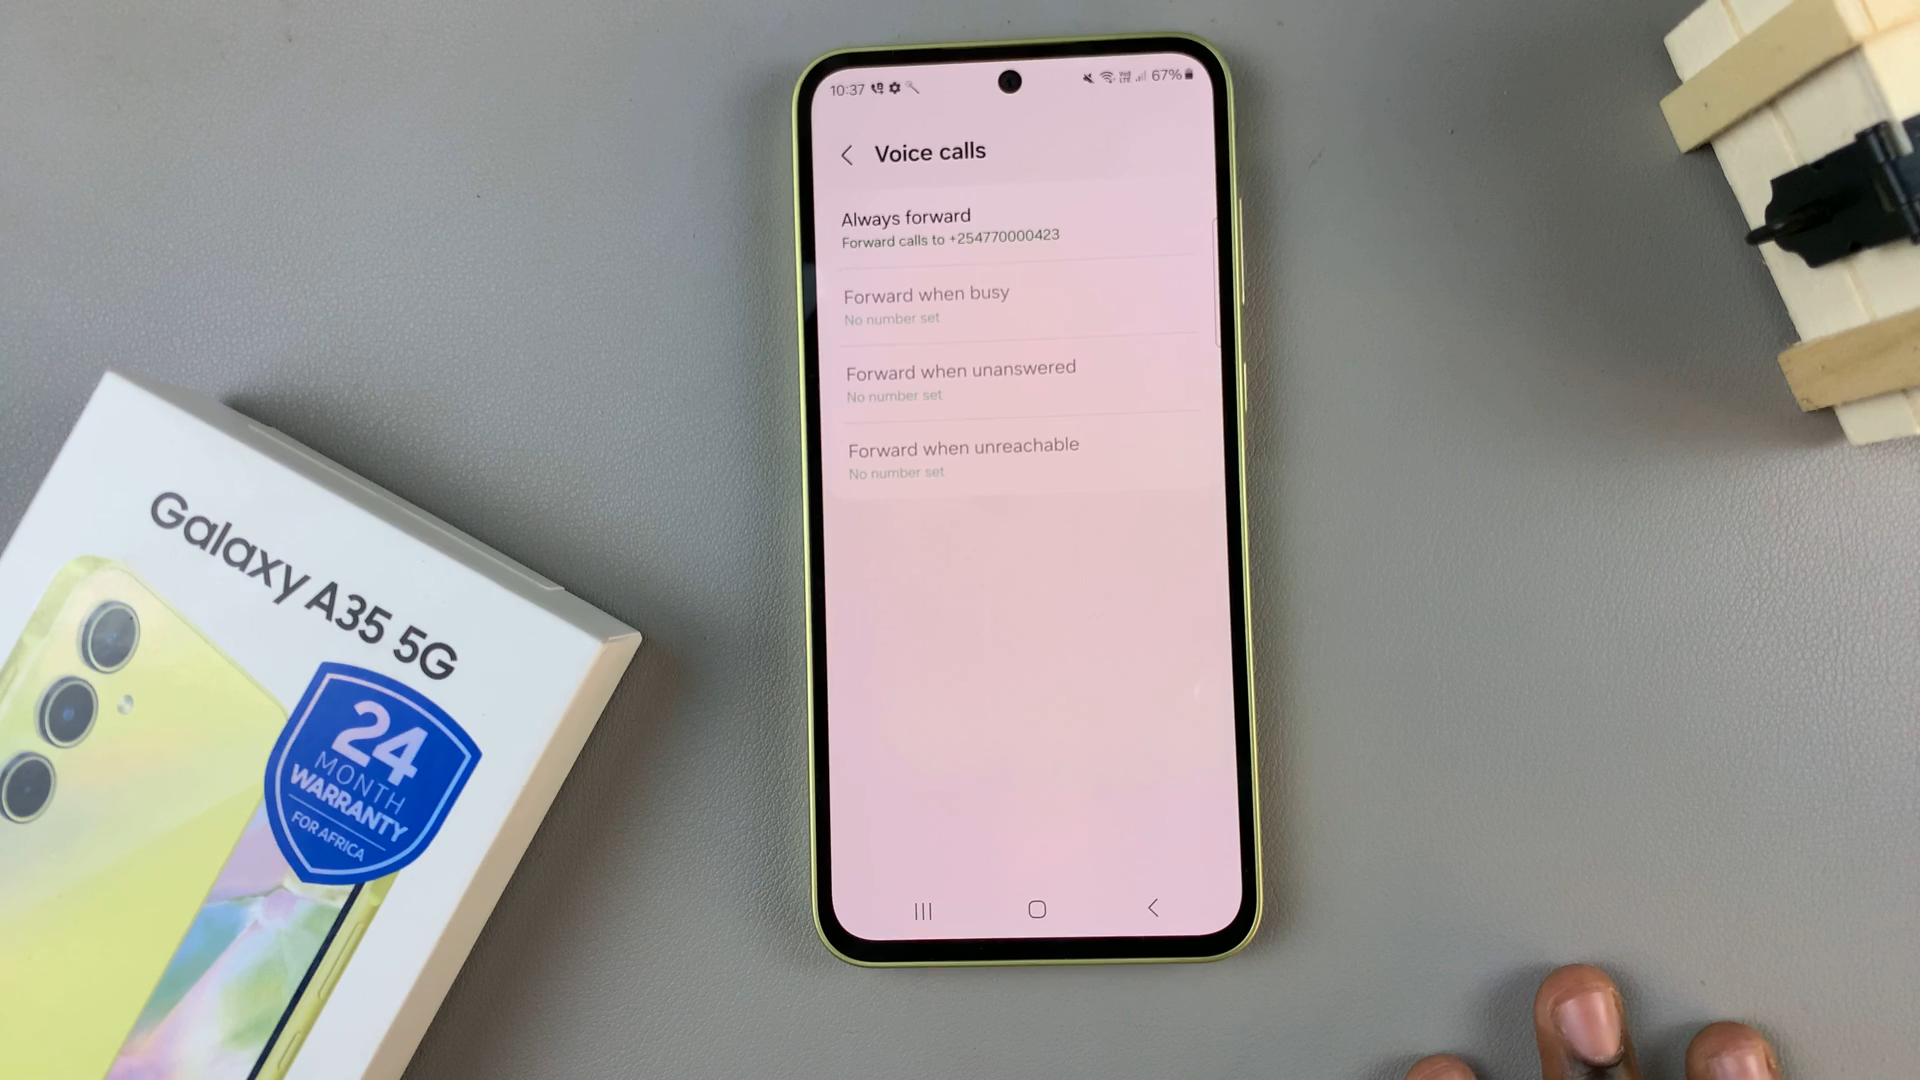 10:37
67%
Voice calls
Always forward
Forward calls to +254770000423
Forward when busy
No number set
Forward when unanswered
No number set
Forward when unreachable
No number set
Galaxy A35 5G
24
MONTH
WARRANTY
FOR AFRICA